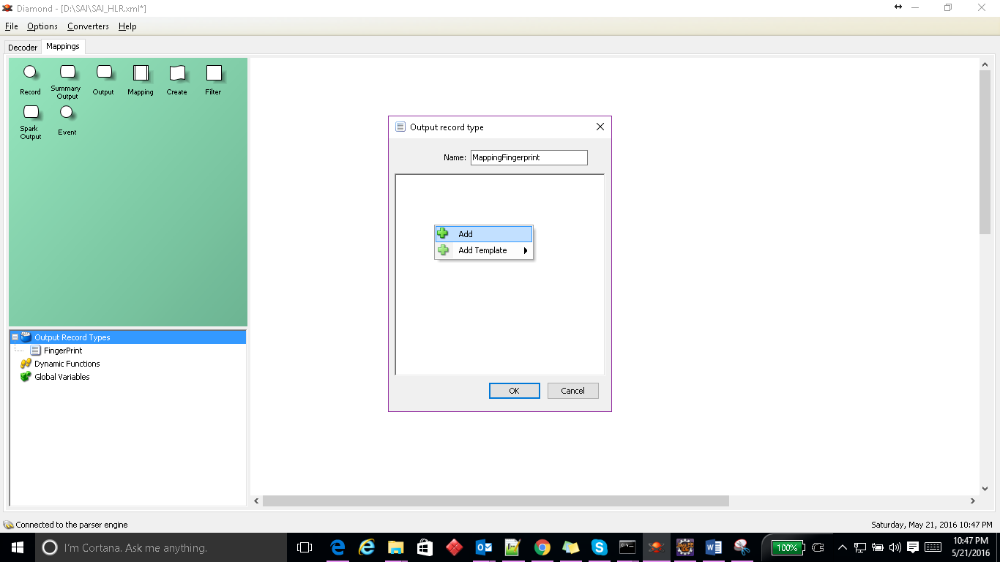 Diamond - [D:\SAI\SAI_HLR.xml*]
File Options Converters Help
Decoder Mappings
Record Summary Output Output Mapping Create Filter
Spark Output Event
Output record type
Name: MappingFingerprint
Add
Add Template
OK Cancel
Output Record Types
FingerPrint
Dynamic Functions
Global Variables
Connected to the parser engine
Saturday, May 21, 2016 10:47 PM
I'm Cortana. Ask me anything.
100%
10:47 PM
5/21/2016